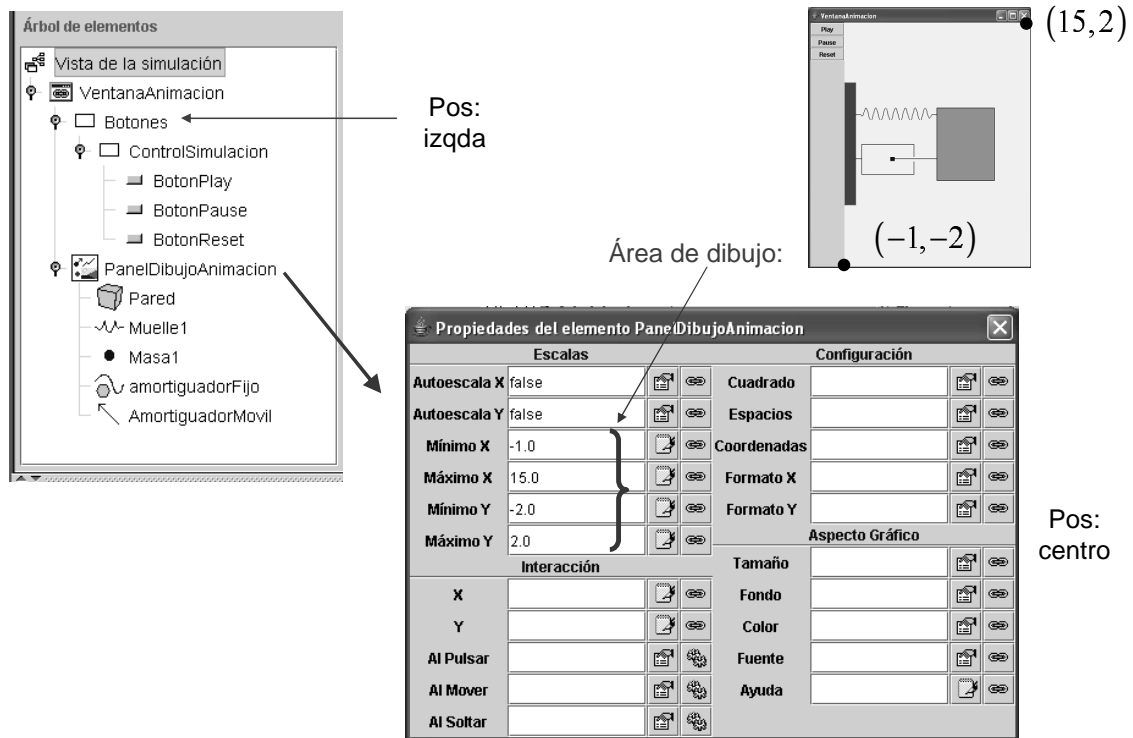 Árbol de elementos
Vista de la simulación
VentanaAnimacion
Botones
ControlSimulacion
BotonPlay
BotonPause
BotonReset
PanelDibujoAnimacion
Pared
Muelle1
Masa1
amortiguadorFijo
AmortiguadorMovil
Pos:
izqda
VentanaAnimacion
Play
Pause
Reset
(15,2)
(−1,−2)
Área de dibujo:
Propiedades del elemento PanelDibujoAnimacion
Escalas
Autoescala X false
Autoescala Y false
Mínimo X -1.0
Máximo X 15.0
Mínimo Y -2.0
Máximo Y 2.0
Interacción
X
Y
Al Pulsar
Al Mover
Al Soltar
Configuración
Cuadrado
Espacios
Coordenadas
Formato X
Formato Y
Aspecto Gráfico
Tamaño
Fondo
Color
Fuente
Ayuda
Pos:
centro